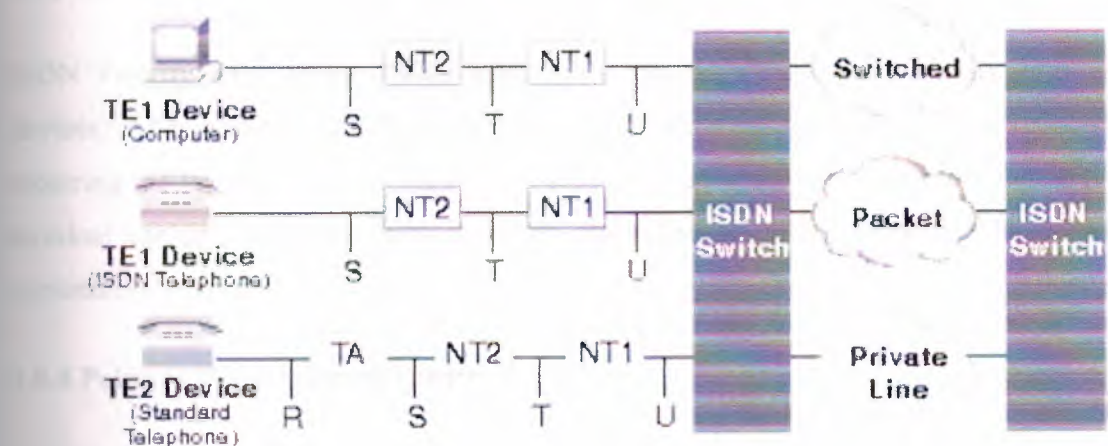 NT2 NT1 Switched
TE1 Device
(Computer)
S T U
NT2 NT1 ISDN Packet ISDN
Switch Switch
TE1 Device
(ISDN Telephone)
S T U
TA NT2 NT1 Private
Line
TE2 Device
(Standard
Telephone)
R S T U